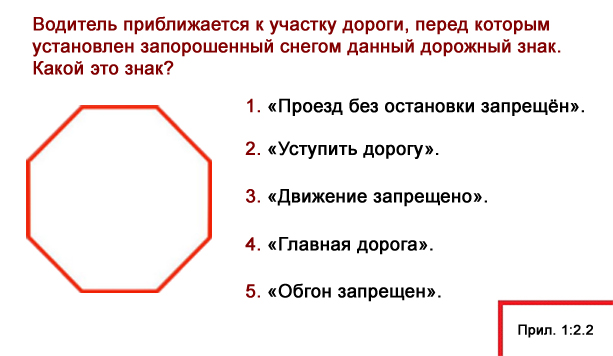 Водитель приближается к участку дороги, перед которым
установлен запорошенный снегом данный дорожный знак.
Какой это знак?
1. «Проезд без остановки запрещён».
2. «Уступить дорогу».
3. «Движение запрещено».
4. «Главная дорога».
5. «Обгон запрещен».
Прил. 1:2.2